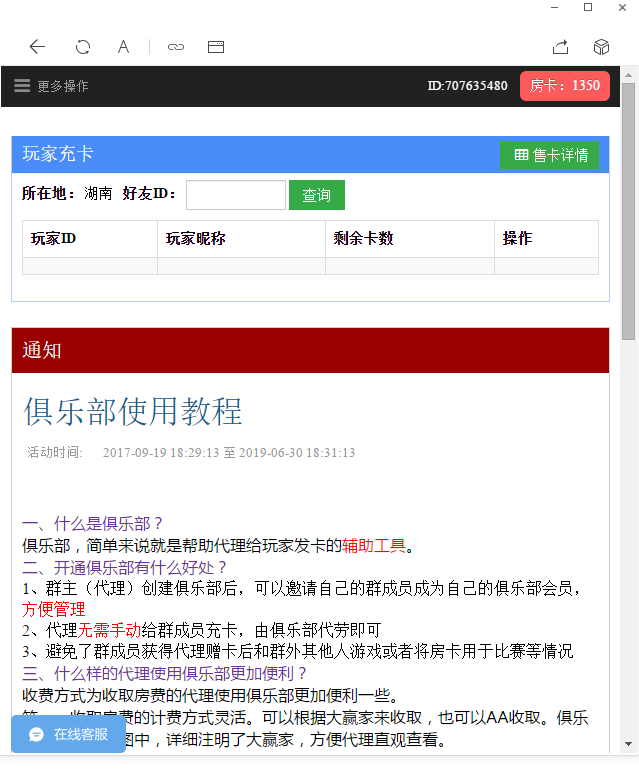 A
更多操作 ID:707635480 房卡：1350
玩家充卡 售卡详情
所在地：湖南 好友ID： 查询
玩家ID 玩家昵称 剩余卡数 操作
通知
俱乐部使用教程
活动时间: 2017-09-19 18:29:13 至 2019-06-30 18:31:13
一、什么是俱乐部？
俱乐部，简单来说就是帮助代理给玩家发卡的辅助工具。
二、开通俱乐部有什么好处？
1、群主（代理）创建俱乐部后，可以邀请自己的群成员成为自己的俱乐部会员，
方便管理
2、代理无需手动给群成员充卡，由俱乐部代劳即可
3、避免了群成员获得代理赠卡后和群外其他人游戏或者将房卡用于比赛等情况
三、什么样的代理使用俱乐部更加便利？
收费方式为收取房费的代理使用俱乐部更加便利一些。
收取房费的计费方式灵活。可以根据大赢家来收取，也可以AA收取。俱乐
图中，详细注明了大赢家，方便代理直观查看。
在线客服